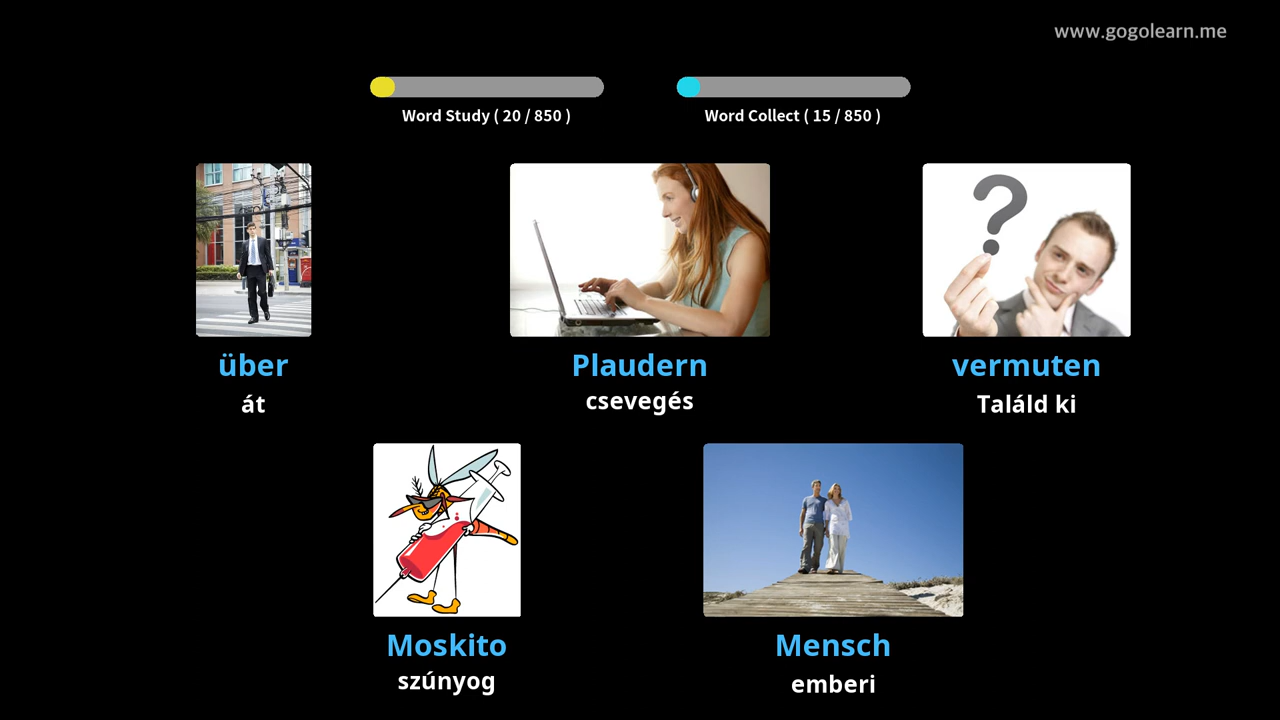 www.gogolearn.me
Word Study ( 20 / 850 )
Word Collect ( 15 / 850 )
über
át
Plaudern
csevegés
vermuten
Találd ki
Moskito
szúnyog
Mensch
emberi